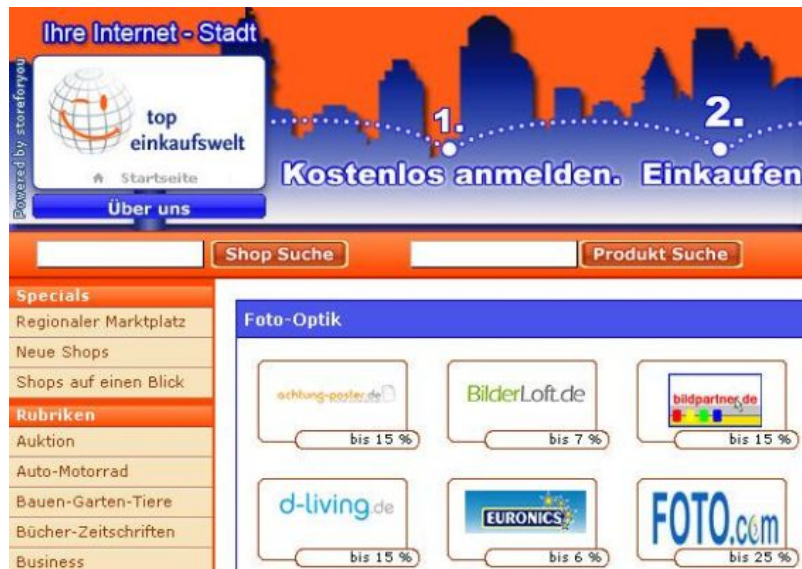 Ihre Internet - Stadt
Powered by storeforyou
top
einkaufswelt
Startseite
Über uns
1.
Kostenlos anmelden.
2.
Einkaufen
Shop Suche
Produkt Suche
Specials
Regionaler Marktplatz
Neue Shops
Shops auf einen Blick
Rubriken
Auktion
Auto-Motorrad
Bauen-Garten-Tiere
Bücher-Zeitschriften
Business
Foto-Optik
achtung-poster.de
bis 15 %
BilderLoft.de
bis 7 %
bildpartner.de
bis 15 %
d-living.de
bis 15 %
EURONICS
bis 6 %
FOTO.com
bis 25 %